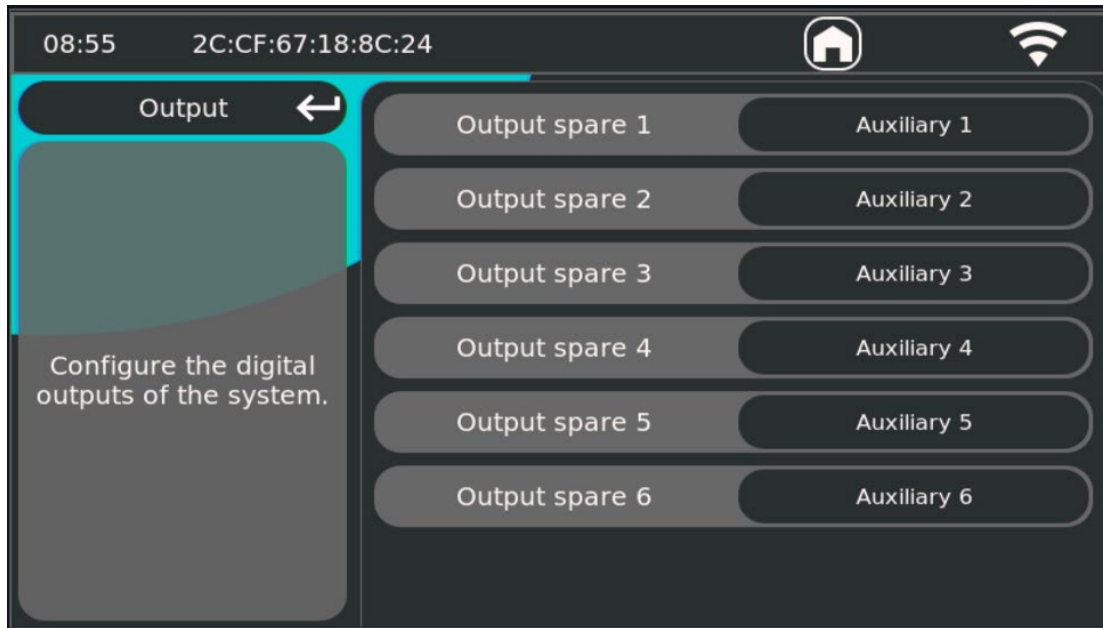 08:55 2C:CF:67:18:8C:24
Output
Configure the digital
outputs of the system.
Output spare 1 Auxiliary 1
Output spare 2 Auxiliary 2
Output spare 3 Auxiliary 3
Output spare 4 Auxiliary 4
Output spare 5 Auxiliary 5
Output spare 6 Auxiliary 6